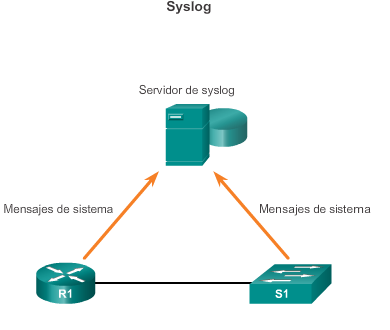 Syslog
Servidor de syslog
Mensajes de sistema
Mensajes de sistema
R1
S1